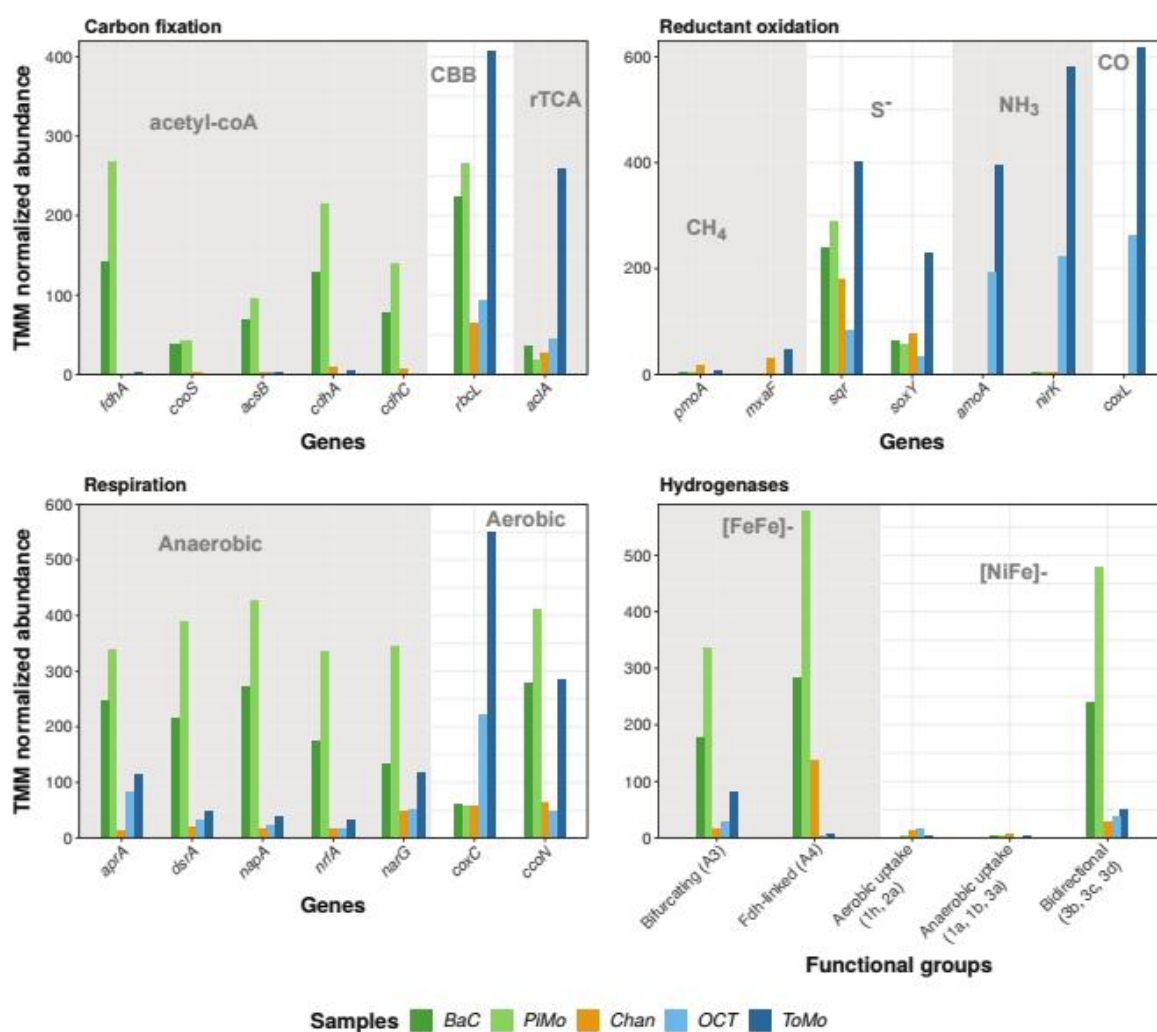 Carbon fixation
TMM normalized abundance
400
300
200
100
0
acetyl-coA
CBB
rTCA
fdhA
cooS
acsB
cdhA
cdhC
rbcL
aclA
Genes
Reductant oxidation
600
400
200
0
CH4
S-
NH3
CO
pmoA
mxaF
sqr
soxY
amoA
nirK
coxL
Genes
Respiration
TMM normalized abundance
600
500
400
300
200
100
0
Anaerobic
Aerobic
aprA
dsrA
napA
nrfA
narG
coxC
ccoN
Genes
Hydrogenases
500
400
300
200
100
0
[FeFe]-
[NiFe]-
Bifurcating (A3)
Fdh-linked (A4)
Aerobic uptake
(1h, 2a)
Anaerobic uptake
(1a, 1b, 3a)
Bidirectional
(3b, 3c, 3d)
Functional groups
Samples BaC PlMo Chan OCT ToMo